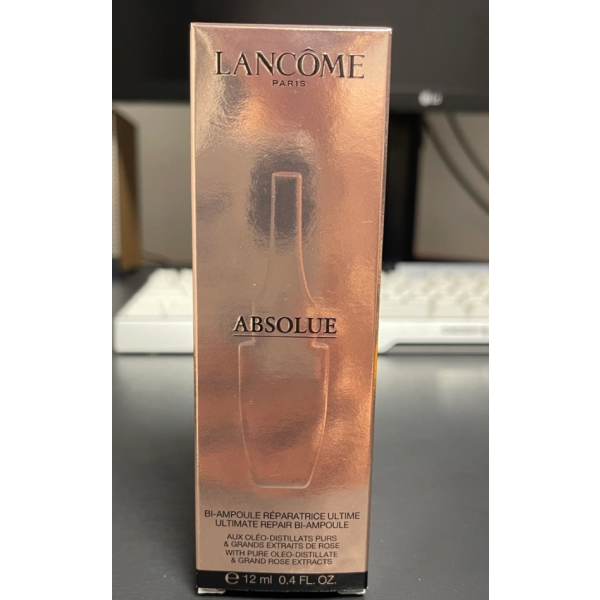 LANCÔME
PARIS
LG
ABSOLUE
BI-AMPOULE RÉPARATRICE ULTIME
ULTIMATE REPAIR BI-AMPOULE
AUX OLÉO-DISTILLATS PURS
& GRANDS EXTRAITS DE ROSE
WITH PURE OLEO-DISTILLATE
& GRAND ROSE EXTRACTS
℮ 12 ml 0.4 FL. OZ.